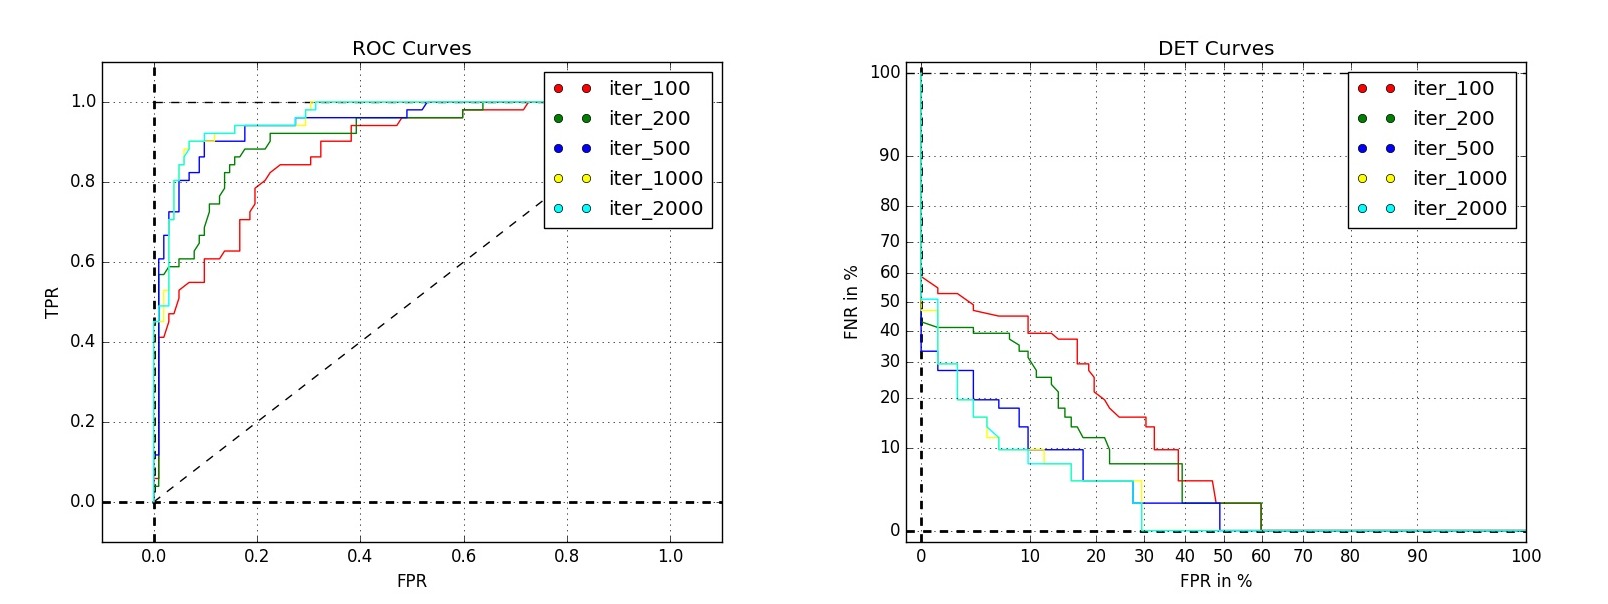 ROC Curves
1.0
0.8
0.6
0.4
0.2
0.0
TPR
0.0 0.2 0.4 0.6 0.8 1.0
FPR
iter_100
iter_200
iter_500
iter_1000
iter_2000
DET Curves
100
90
80
70
60
50
40
30
20
10
0
FNR in %
0 10 20 30 40 50 60 70 80 90 100
FPR in %
iter_100
iter_200
iter_500
iter_1000
iter_2000